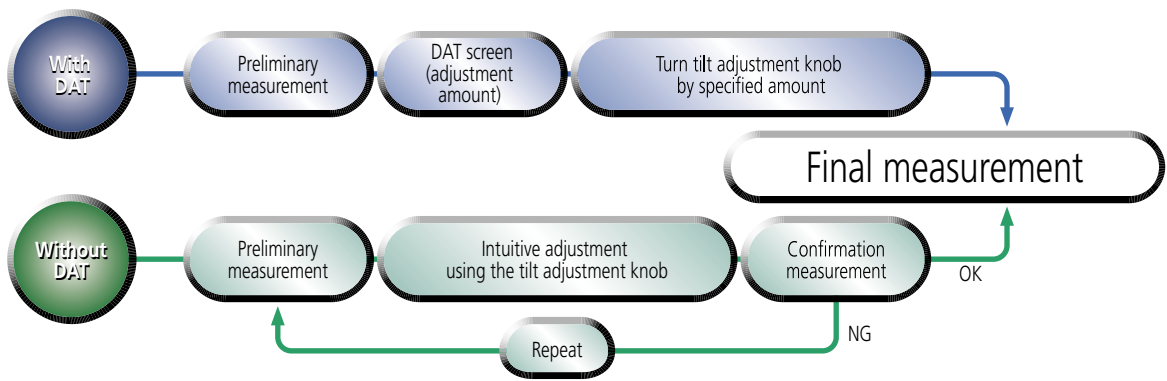 With
DAT
Preliminary
measurement
DAT screen
(adjustment
amount)
Turn tilt adjustment knob
by specified amount
Final measurement
Without
DAT
Preliminary
measurement
Intuitive adjustment
using the tilt adjustment knob
Confirmation
measurement
OK
NG
Repeat